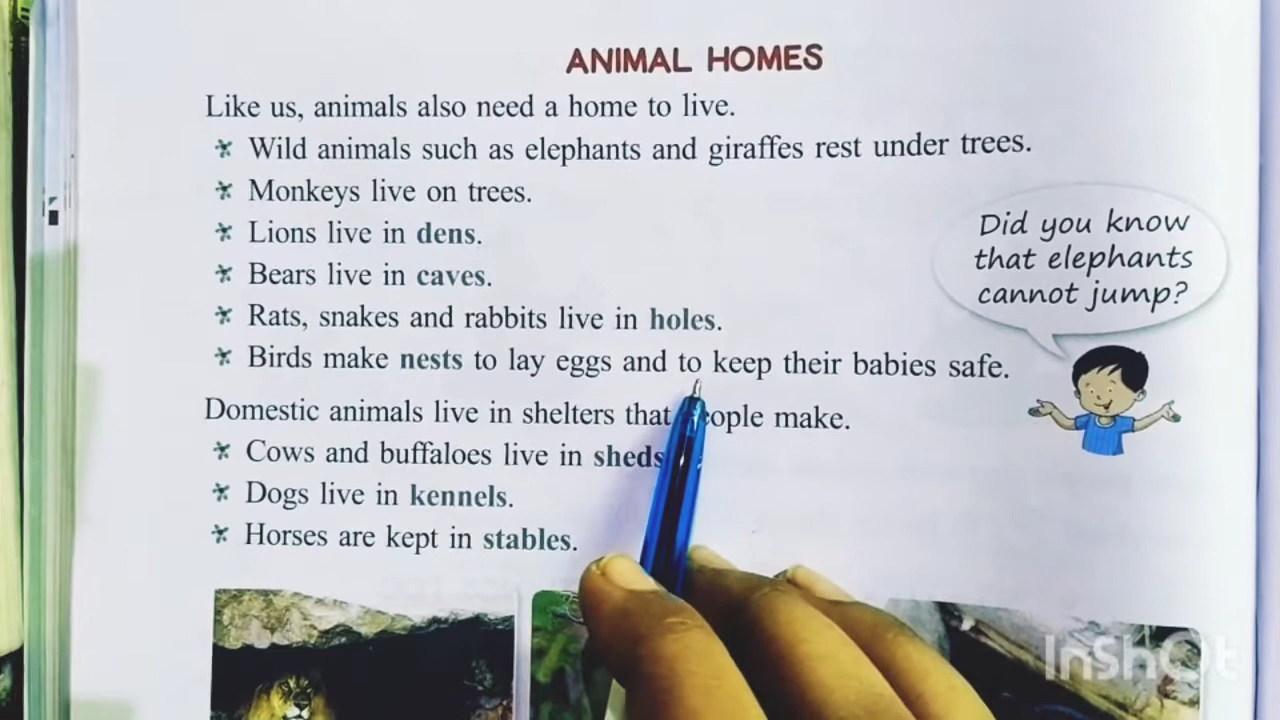 ANIMAL HOMES
Like us, animals also need a home to live.
Wild animals such as elephants and giraffes rest under trees.
Monkeys live on trees.
Lions live in dens.
Bears live in caves.
Rats, snakes and rabbits live in holes.
Birds make nests to lay eggs and to keep their babies safe.
Domestic animals live in shelters that people make.
Cows and buffaloes live in sheds
Dogs live in kennels.
Horses are kept in stables.
Did you know
that elephants
cannot jump?
InShOt